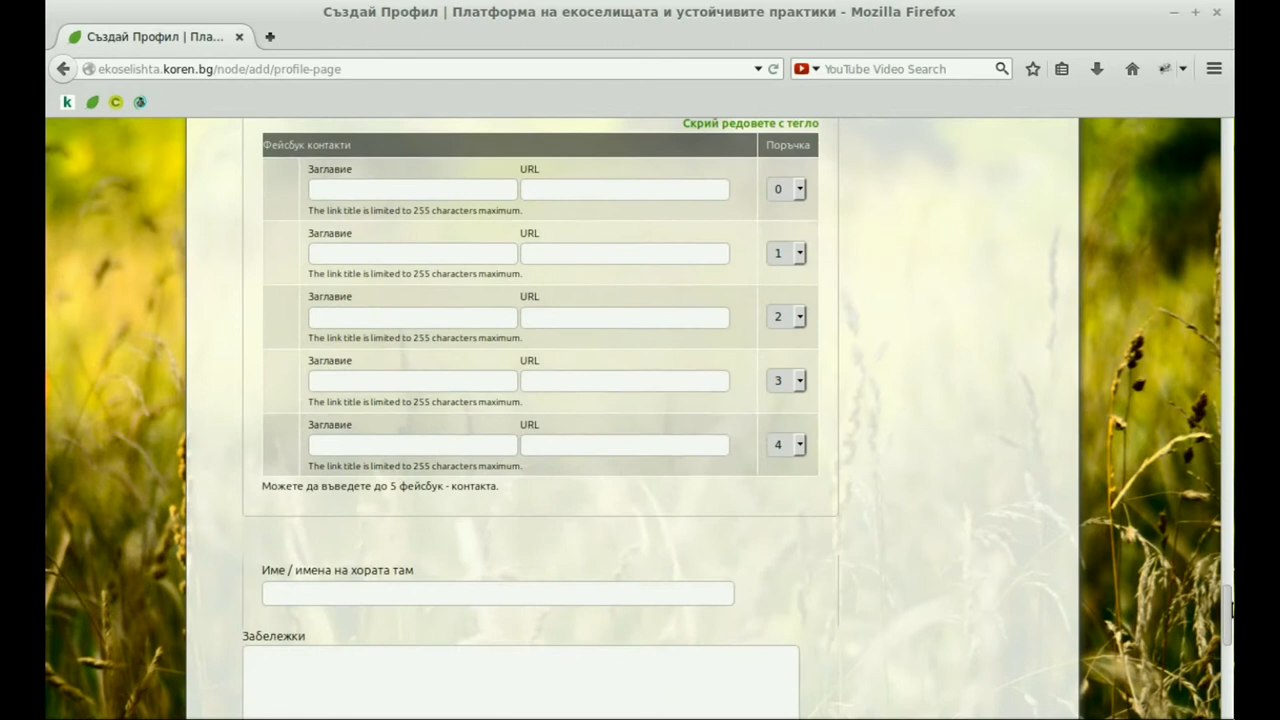 Създай Профил | Платформа на екоселищата и устойчивите практики - Mozilla Firefox
Създай Профил | Пла...
ekoselishta.koren.bg/node/add/profile-page
YouTube Video Search
k
C
Скрий редовете с тегло
Фейсбук контакти Поръчка
Заглавие URL
0
The link title is limited to 255 characters maximum.
Заглавие URL
1
The link title is limited to 255 characters maximum.
Заглавие URL
2
The link title is limited to 255 characters maximum.
Заглавие URL
3
The link title is limited to 255 characters maximum.
Заглавие URL
4
The link title is limited to 255 characters maximum.
Можете да въведете до 5 фейсбук - контакта.
Име / имена на хората там
Забележки